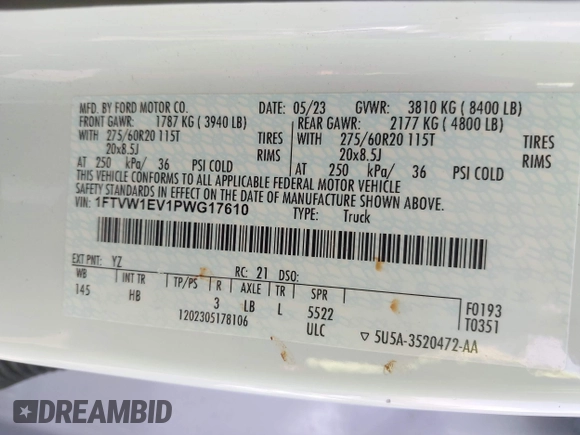 MFD. BY FORD MOTOR CO. DATE: 05/23 GVWR: 3810 KG ( 8400 LB)
FRONT GAWR: 1787 KG ( 3940 LB) REAR GAWR: 2177 KG ( 4800 LB)
WITH 275/60R20 115T TIRES WITH 275/60R20 115T TIRES
20x8.5J RIMS 20x8.5J RIMS
AT 250 kPa/ 36 PSI COLD AT 250 kPa/ 36 PSI COLD
THIS VEHICLE CONFORMS TO ALL APPLICABLE FEDERAL MOTOR VEHICLE
SAFTY STANDARDS IN EFFECT ON THE DATE OF MANUFACTURE SHOWN ABOVE.
VIN: 1FTVW1EV1PWG17610 TYPE: Truck
EXT PNT: YZ RC: 21 DSO:
WB INT TR TP/PS R AXLE TR SPR
145 HB 3 LB L 5522
1202305178106 ULC
F0193
T0351
5U5A-3520472-AA
DREAMBID